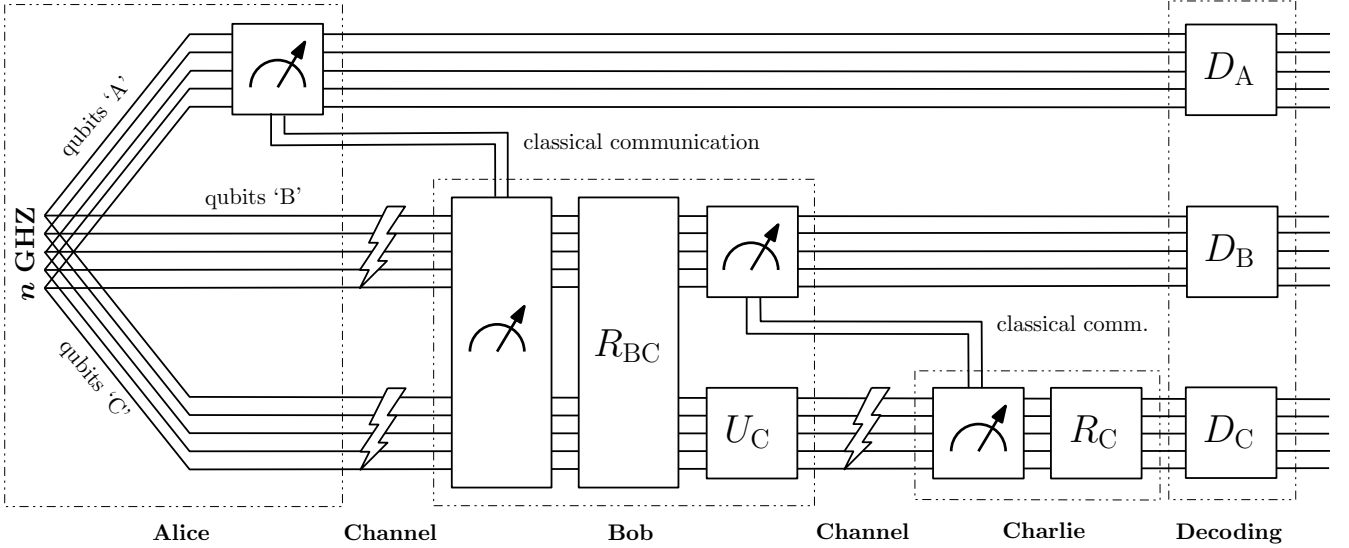 qubits ‘A’
D_A
classical communication
qubits ‘B’
n GHZ
D_B
R_BC
classical comm.
qubits ‘C’
U_C
R_C
D_C
Alice
Channel
Bob
Channel
Charlie
Decoding